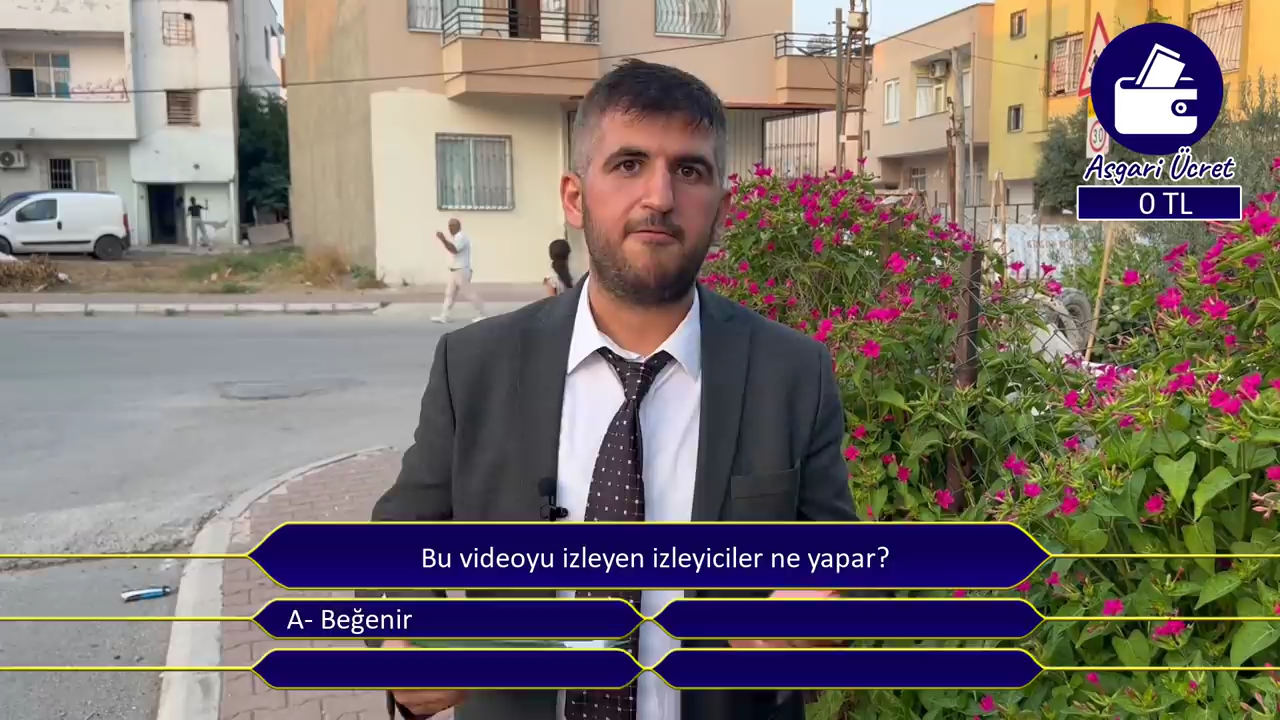 30
Asgari Ücret
0 TL
Bu videoyu izleyen izleyiciler ne yapar?
A- Beğenir